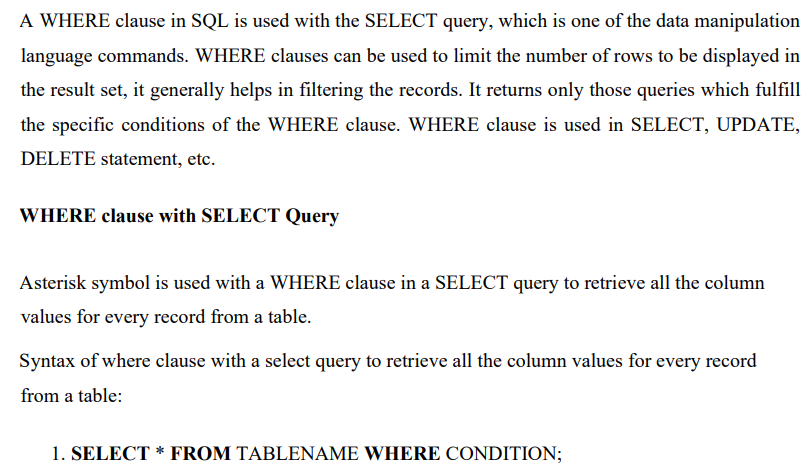 A WHERE clause in SQL is used with the SELECT query, which is one of the data manipulation
language commands. WHERE clauses can be used to limit the number of rows to be displayed in
the result set, it generally helps in filtering the records. It returns only those queries which fulfill
the specific conditions of the WHERE clause. WHERE clause is used in SELECT, UPDATE,
DELETE statement, etc.
WHERE clause with SELECT Query
Asterisk symbol is used with a WHERE clause in a SELECT query to retrieve all the column
values for every record from a table.
Syntax of where clause with a select query to retrieve all the column values for every record
from a table:
1. SELECT * FROM TABLENAME WHERE CONDITION;